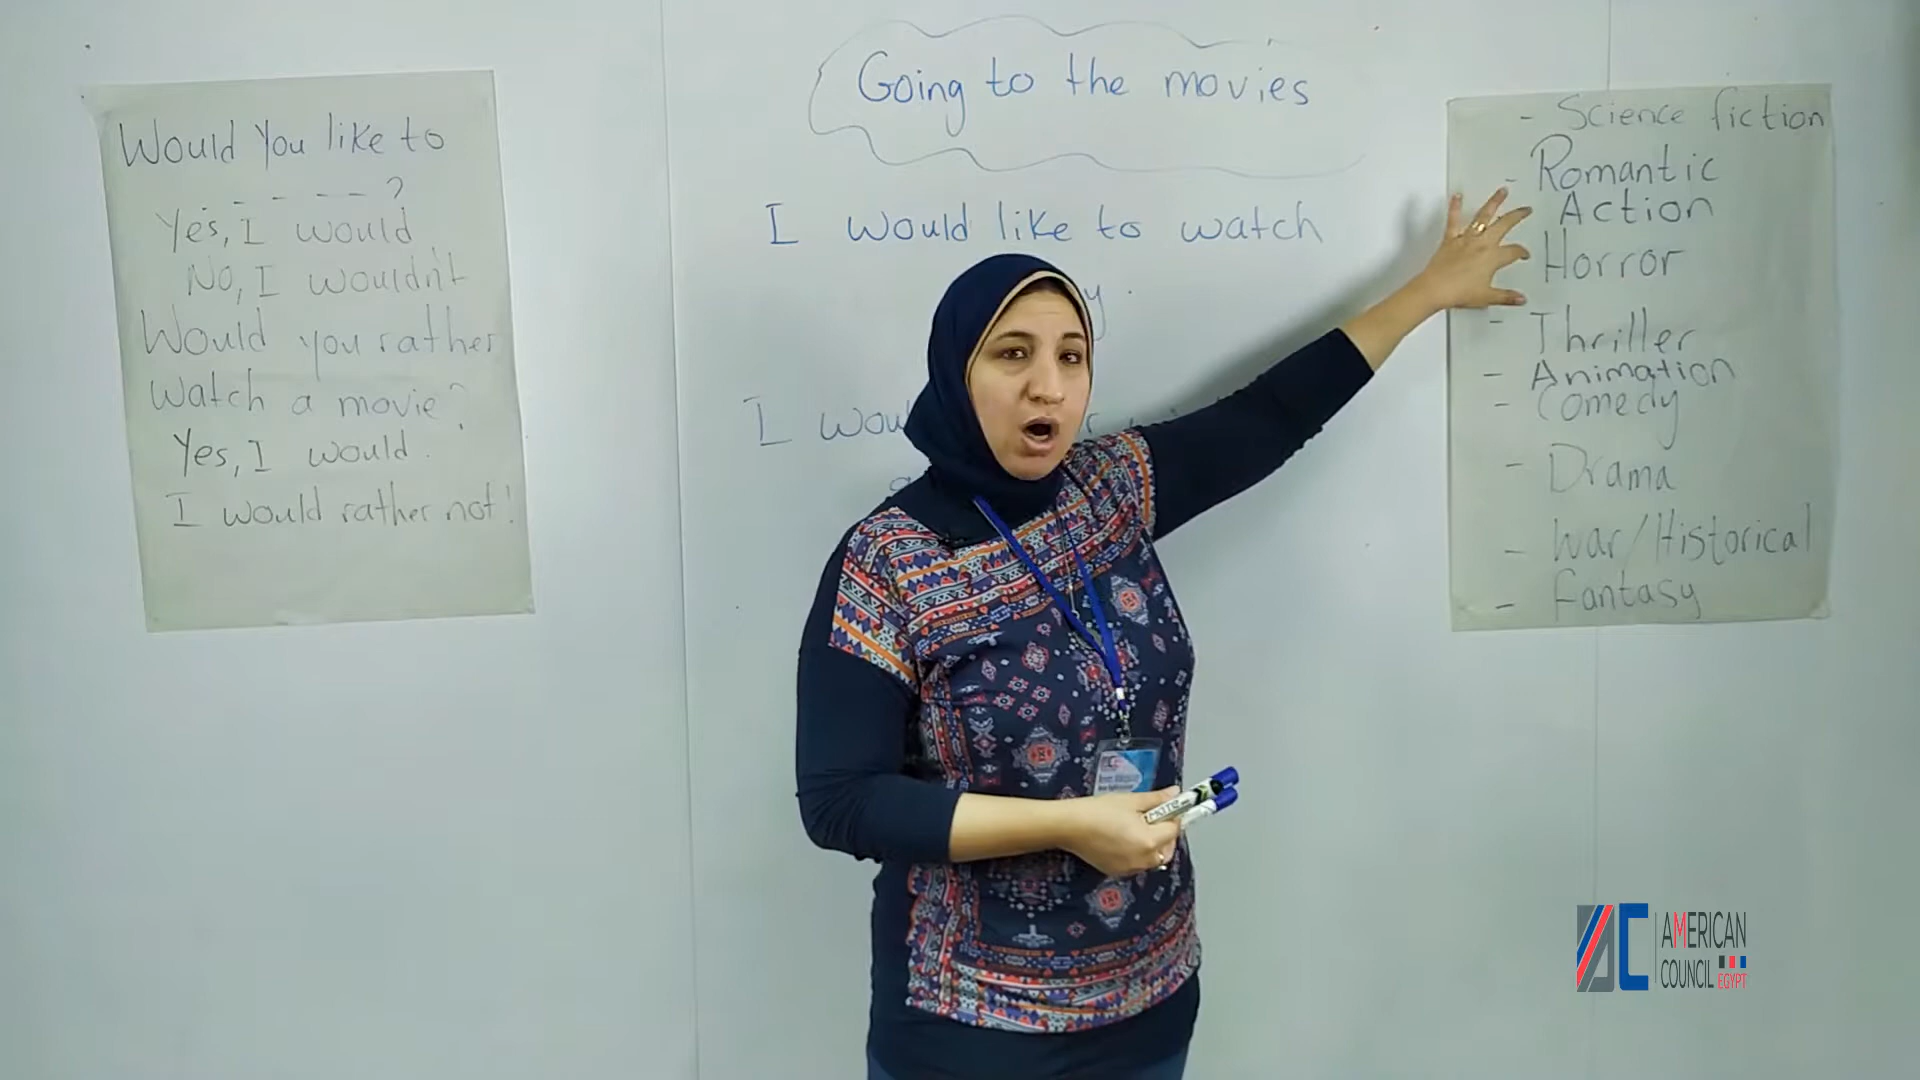 Would you like to
_ _ _ _ _ ?
Yes, I would
No, I wouldn't
Would you rather
watch a movie?
Yes, I would.
I would rather not!
Going to the movies
I would like to watch
y.
I wou
- Science fiction
- Romantic
Action
Horror
- Thriller
- Animation
- Comedy
- Drama
- War/Historical
- Fantasy
AC AMERICAN
COUNCIL EGYPT